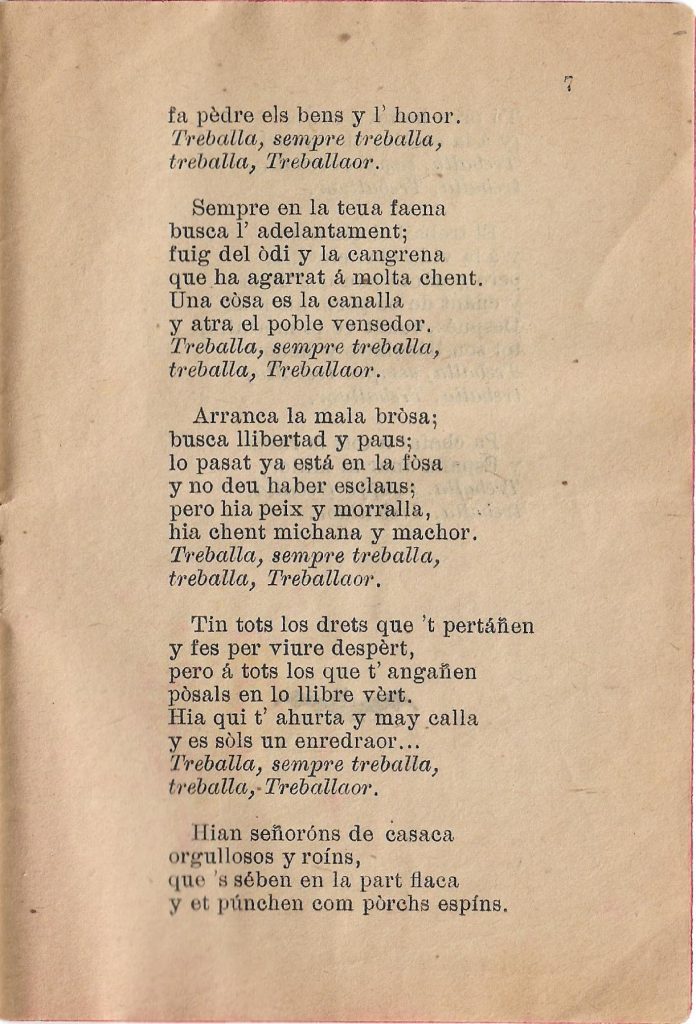 7
fa pèdre els bens y l' honor.
Treballa, sempre treballa,
treballa, Treballaor.
Sempre en la teua faena
busca l' adelantament;
fuig del òdi y la cangrena
que ha agarrat á molta chent.
Una còsa es la canalla
y atra el poble vensedor.
Treballa, sempre treballa,
treballa, Treballaor.
Arranca la mala bròsa;
busca llibertad y paus;
lo pasat ya está en la fòsa
y no deu haber esclaus;
pero hia peix y morralla,
hia chent michana y machor.
Treballa, sempre treballa,
treballa, Treballaor.
Tin tots los drets que 't pertáñen
y fes per viure despèrt,
pero á tots los que t' angañen
pòsals en lo llibre vèrt.
Hia qui t' ahurta y may calla
y es sòls un enredraor...
Treballa, sempre treballa,
treballa, Treballaor.
Hian señoróns de casaca
orgullosos y roíns,
que 's sében en la part flaca
y et púnchen com pòrchs espíns.